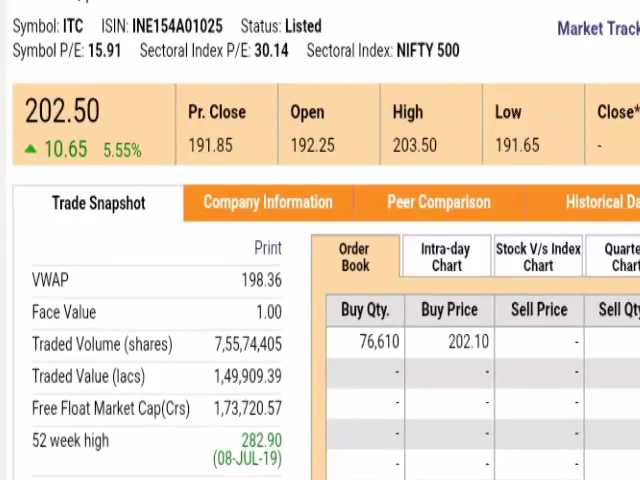 Symbol: ITC ISIN: INE154A01025 Status: Listed
Market Track
Symbol P/E: 15.91 Sectoral Index P/E: 30.14 Sectoral Index: NIFTY 500
202.50
10.65 5.55%
Pr. Close Open High Low Close*
191.85 192.25 203.50 191.65 -
Trade Snapshot Company Information Peer Comparison Historical Da
Print
VWAP 198.36
Face Value 1.00
Traded Volume (shares) 7,55,74,405
Traded Value (lacs) 1,49,909.39
Free Float Market Cap(Crs) 1,73,720.57
52 week high 282.90
(08-JUL-19)
Order Book
Intra-day Chart
Stock V/s Index Chart
Quarte Chart
Buy Qty. Buy Price Sell Price Sell Qty
76,610 202.10 -
- - -
- - -
- - -
- - -